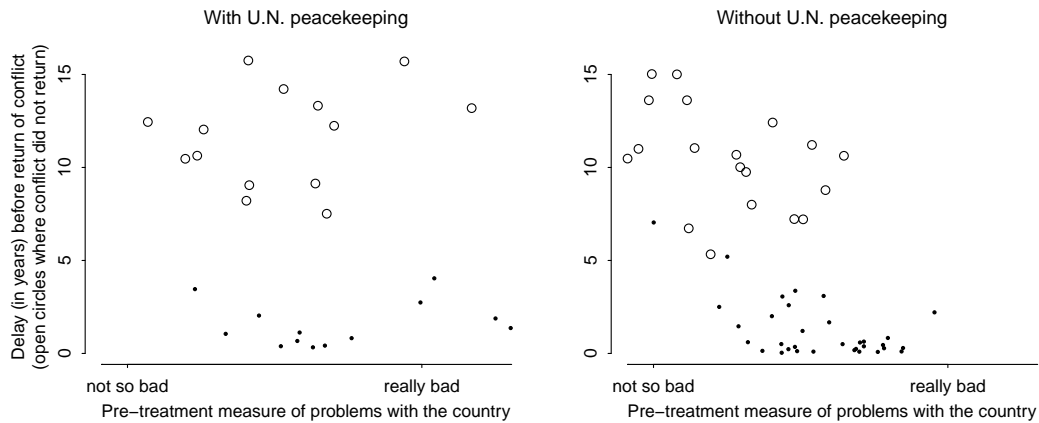 With U.N. peacekeeping
Delay (in years) before return of conflict
(open circles where conflict did not return)
15
10
5
0
not so bad
really bad
Pre−treatment measure of problems with the country
Without U.N. peacekeeping
15
10
5
0
not so bad
really bad
Pre−treatment measure of problems with the country